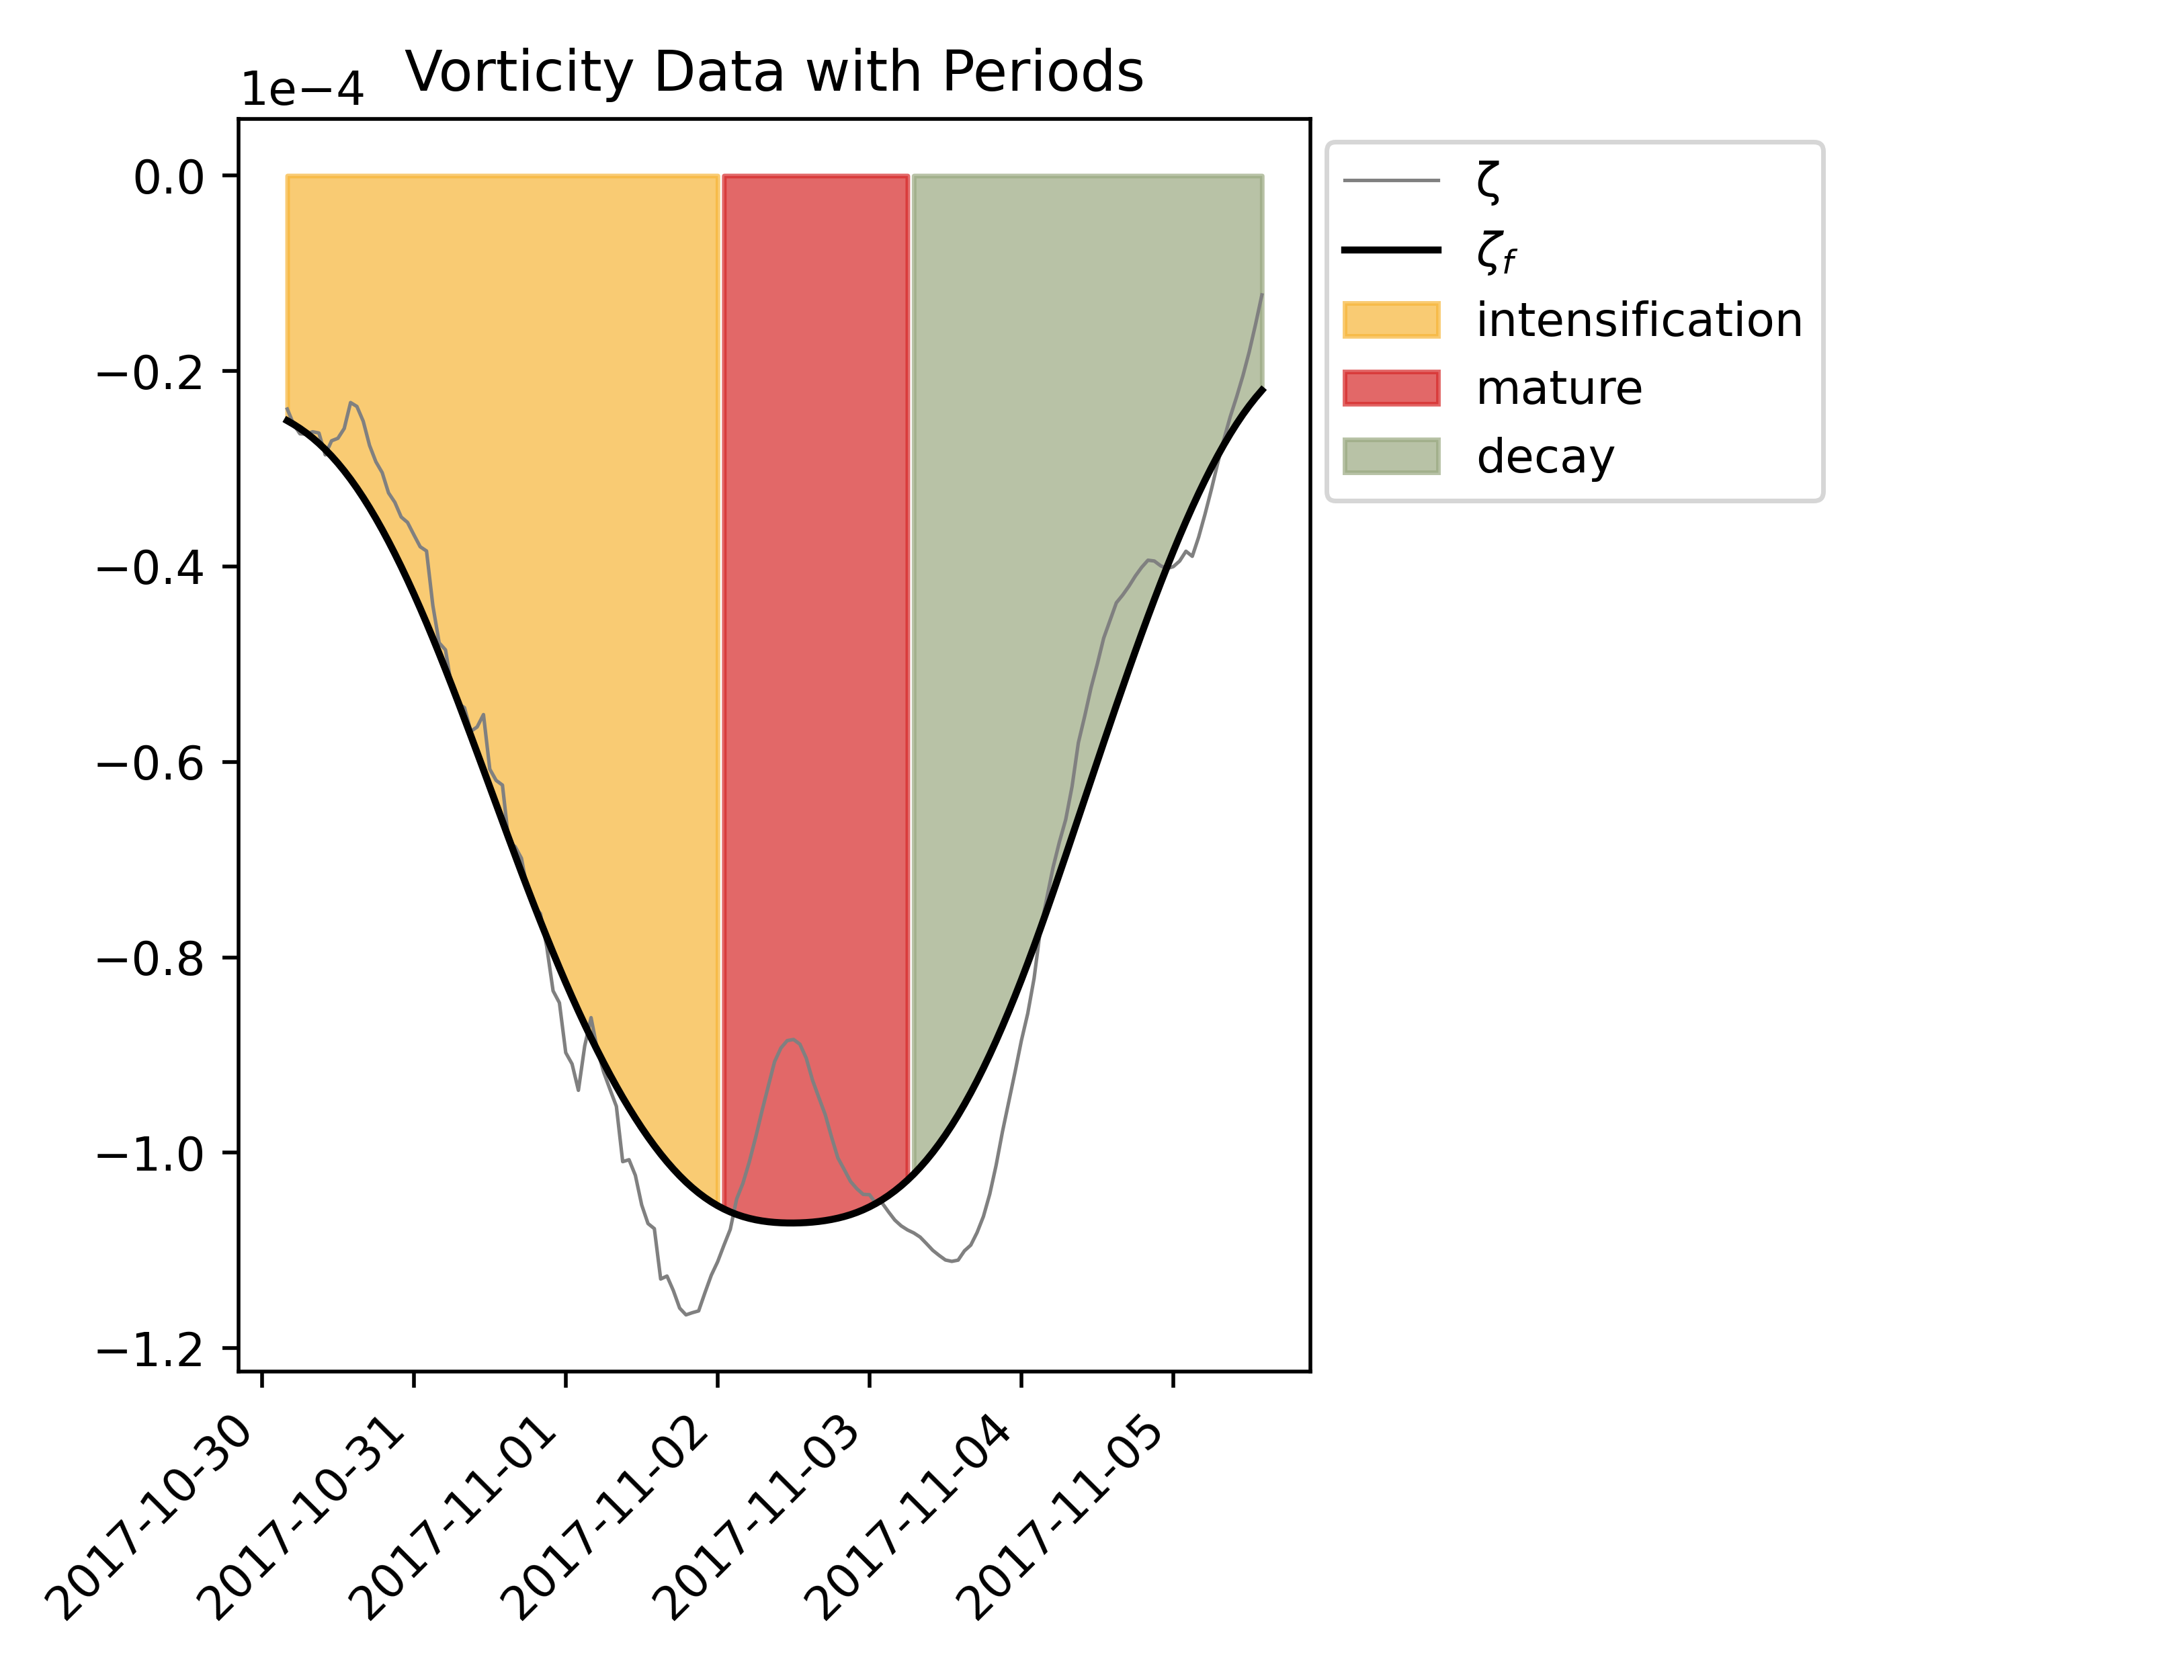 Vorticity Data with Periods
1e−4
0.0
−0.2
−0.4
−0.6
−0.8
−1.0
−1.2
2017-10-30
2017-10-31
2017-11-01
2017-11-02
2017-11-03
2017-11-04
2017-11-05
ζ
ζf
intensification
mature
decay